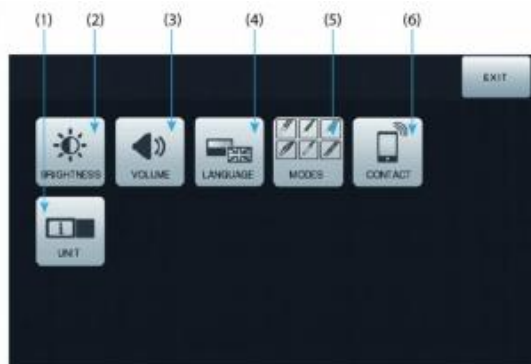 (1) (2) (3) (4) (5) (6)
EXIT
BRIGHTNESS VOLUME LANGUAGE MODES CONTACT
i
UNIT